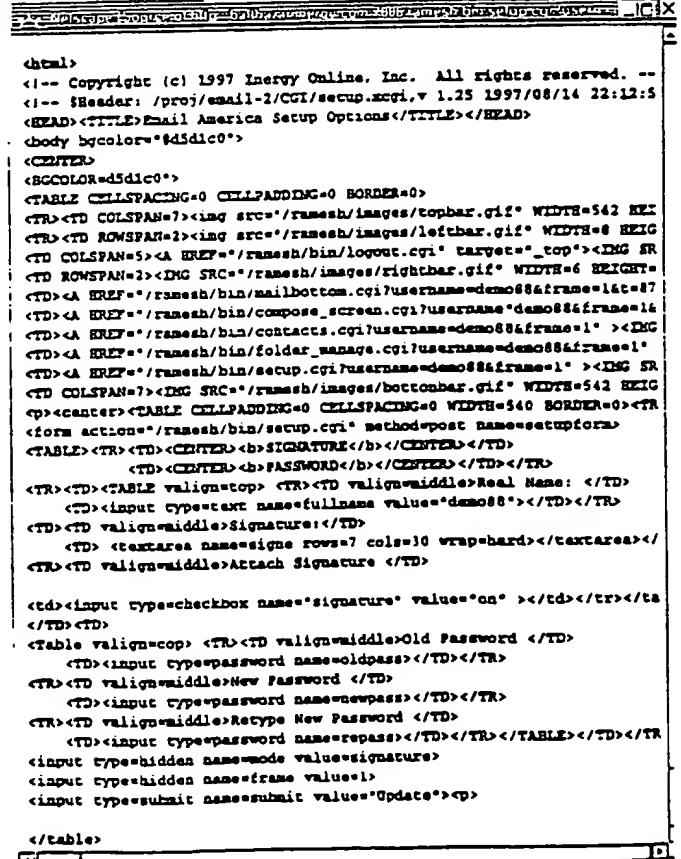 <html>
<!-- Copyright (c) 1997 Inergy Online, Inc. All rights reserved. --
<!-- $Header: /proj/email-2/CGI/setup.xcgi,v 1.25 1997/08/14 22:12:5
<HEAD><TITLE>Email America Setup Options</TITLE></HEAD>
<body bgcolor="#d5d1c0">
<CENTER>
<BGCOLOR=d5d1c0">
<TABLE CELLSPACING=0 CELLPADDING=0 BORDER=0>
<TR><TD COLSPAN=7><img src="/ramesh/images/topbar.gif" WIDTH=542 HEI
<TR><TD ROWSPAN=2><img src="/ramesh/images/leftbar.gif" WIDTH=8 HEIG
<TD COLSPAN=5><A HREF="/ramesh/bin/logout.cgi" target="_top"><IMG SR
<TD ROWSPAN=2><IMG SRC="/ramesh/images/rightbar.gif" WIDTH=6 HEIGHT=
<TD><A HREF="/ramesh/bin/mailbottom.cgi?username=demo88&frame=1&t=87
<TD><A HREF="/ramesh/bin/compose_screen.cgi?username=demo88&frame=1&
<TD><A HREF="/ramesh/bin/contacts.cgi?username=demo88&frame=1" ><IMG
<TD><A HREF="/ramesh/bin/folder_manage.cgi?username=demo88&frame=1"
<TD><A HREF="/ramesh/bin/setup.cgi?username=demo88&frame=1" ><IMG SR
<TD COLSPAN=7><IMG SRC="/ramesh/images/bottombar.gif" WIDTH=542 HEIG
<p><center><TABLE CELLPADDING=0 CELLSPACING=0 WIDTH=540 BORDER=0><TR
<form action="/ramesh/bin/setup.cgi" method=post name=setupform>
<TABLE><TR><TD><CENTER><b>SIGNATURE</b></CENTER></TD>
<TD><CENTER><b>PASSWORD</b></CENTER></TD></TR>
<TR><TD><TABLE valign=top> <TR><TD valign=middle>Real Name: </TD>
<TD><input type=text name=fullname value="demo88"></TD></TR>
<TD><TD valign=middle>Signature:</TD>
<TD> <textarea name=signe rows=7 cols=30 wrap=hard></textarea></
<TR><TD valign=middle>Attach Signature </TD>
<td><input type=checkbox name="signature" value="on" ></td></tr></ta
</TD><TD>
<Table valign=top> <TR><TD valign=middle>Old Password </TD>
<TD><input type=password name=oldpass></TD></TR>
<TR><TD valign=middle>New Password </TD>
<TD><input type=password name=newpass></TD></TR>
<TR><TD valign=middle>Retype New Password </TD>
<TD><input type=password name=repass></TD></TR></TABLE></TD></TR
<input type=hidden name=mode value=signature>
<input type=hidden name=frame value=1>
<input type=submit name=submit value="Update"><p>
</table>